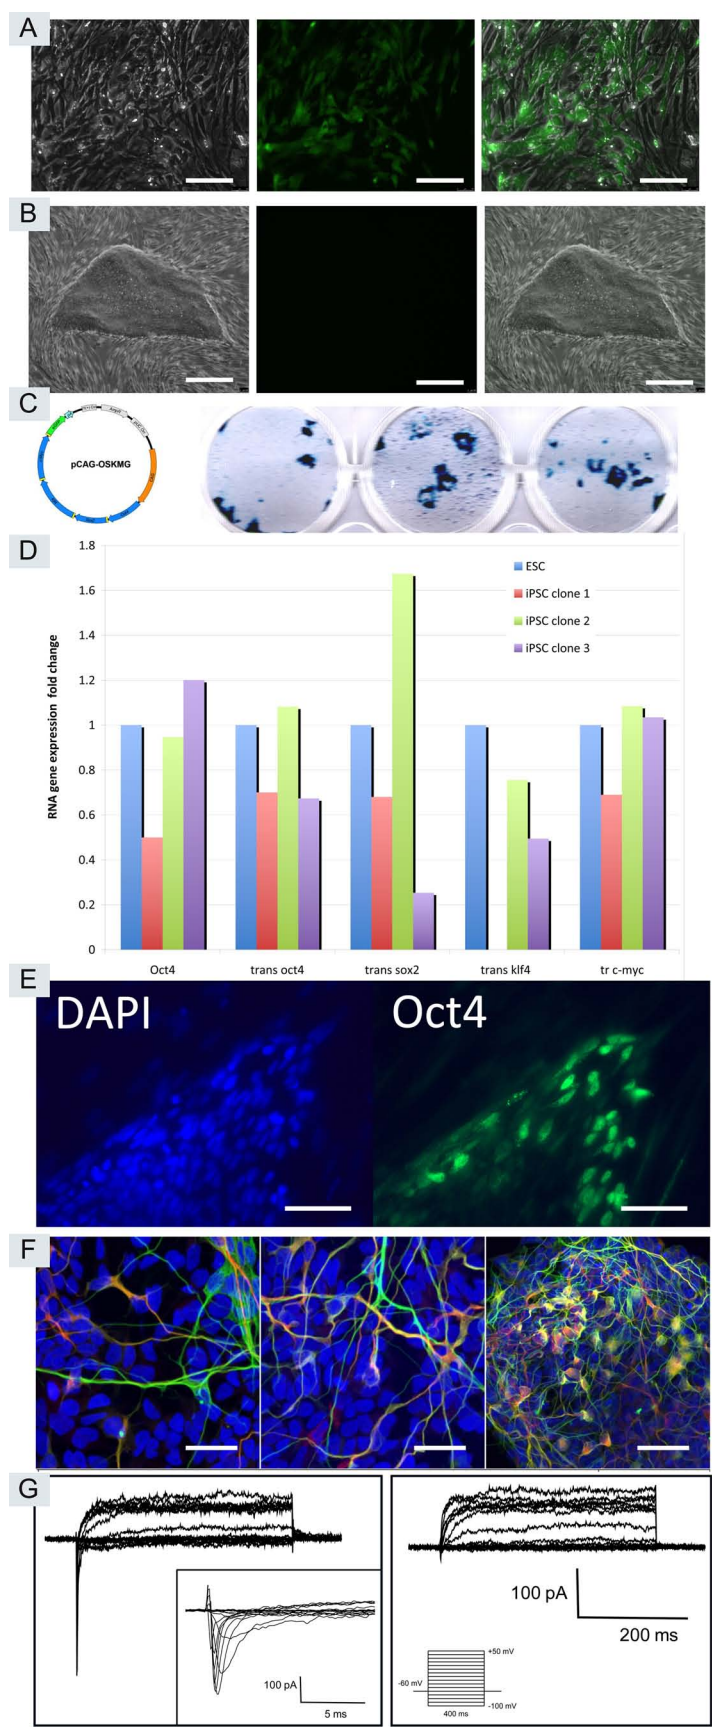 A
B
C
pCAG-OSKMG
D
RNA gene expression fold change
1.8
1.6
1.4
1.2
1
0.8
0.6
0.4
0.2
0
ESC
iPSC clone 1
iPSC clone 2
iPSC clone 3
Oct4
trans oct4
trans sox2
trans klf4
tr c-myc
E
DAPI
Oct4
F
G
100 pA
5 ms
100 pA
200 ms
+50 mV
-60 mV
-100 mV
400 ms